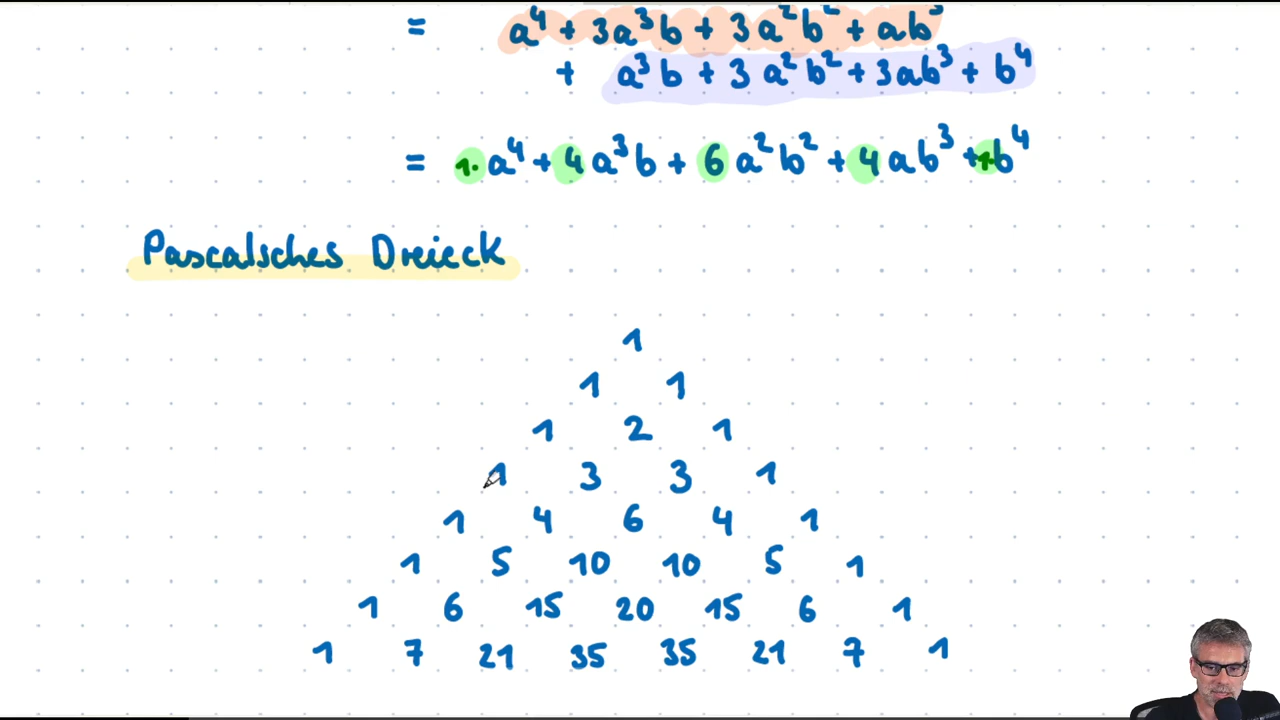 = a⁴ + 3a³b + 3a²b² + ab³
+ a³b + 3a²b² + 3ab³ + b⁴
= 1·a⁴ + 4a³b + 6a²b² + 4ab³ + 1·b⁴
Pascalsches Dreieck
1
1 1
1 2 1
1 3 3 1
1 4 6 4 1
1 5 10 10 5 1
1 6 15 20 15 6 1
1 7 21 35 35 21 7 1